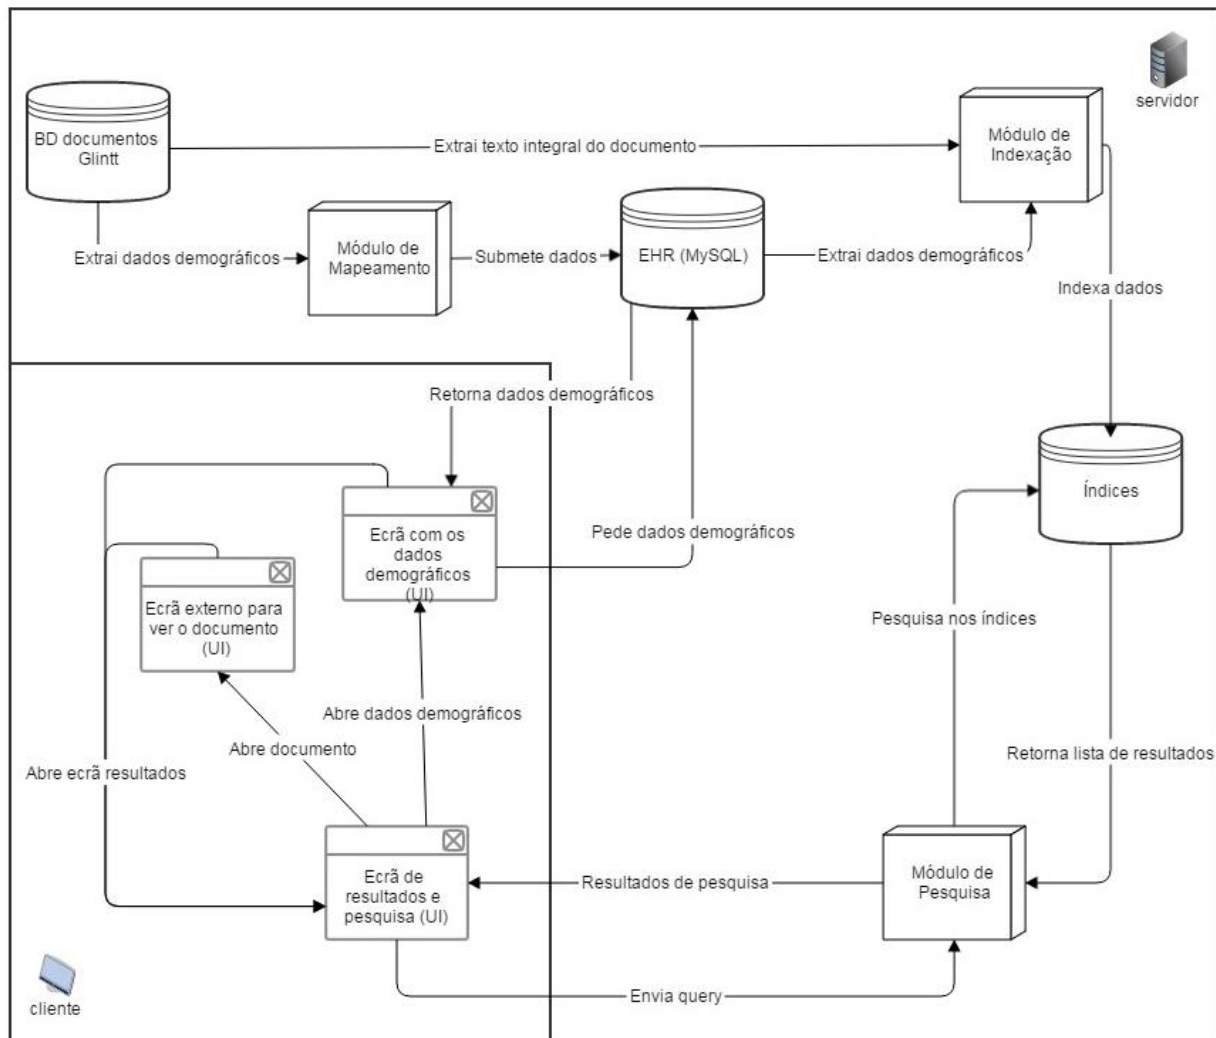 servidor
BD documentos
Glintt
Extrai texto integral do documento
Módulo de
Indexação
Extrai dados demográficos
Módulo de
Mapeamento
Submete dados
EHR (MySQL)
Extrai dados demográficos
Indexa dados
Retorna dados demográficos
Índices
Ecrã com os
dados
demográficos
(UI)
Pede dados demográficos
Ecrã externo para
ver o documento
(UI)
Pesquisa nos índices
Abre dados demográficos
Abre documento
Abre ecrã resultados
Retorna lista de resultados
Ecrã de
resultados e
pesquisa (UI)
Resultados de pesquisa
Módulo de
Pesquisa
Envia query
cliente